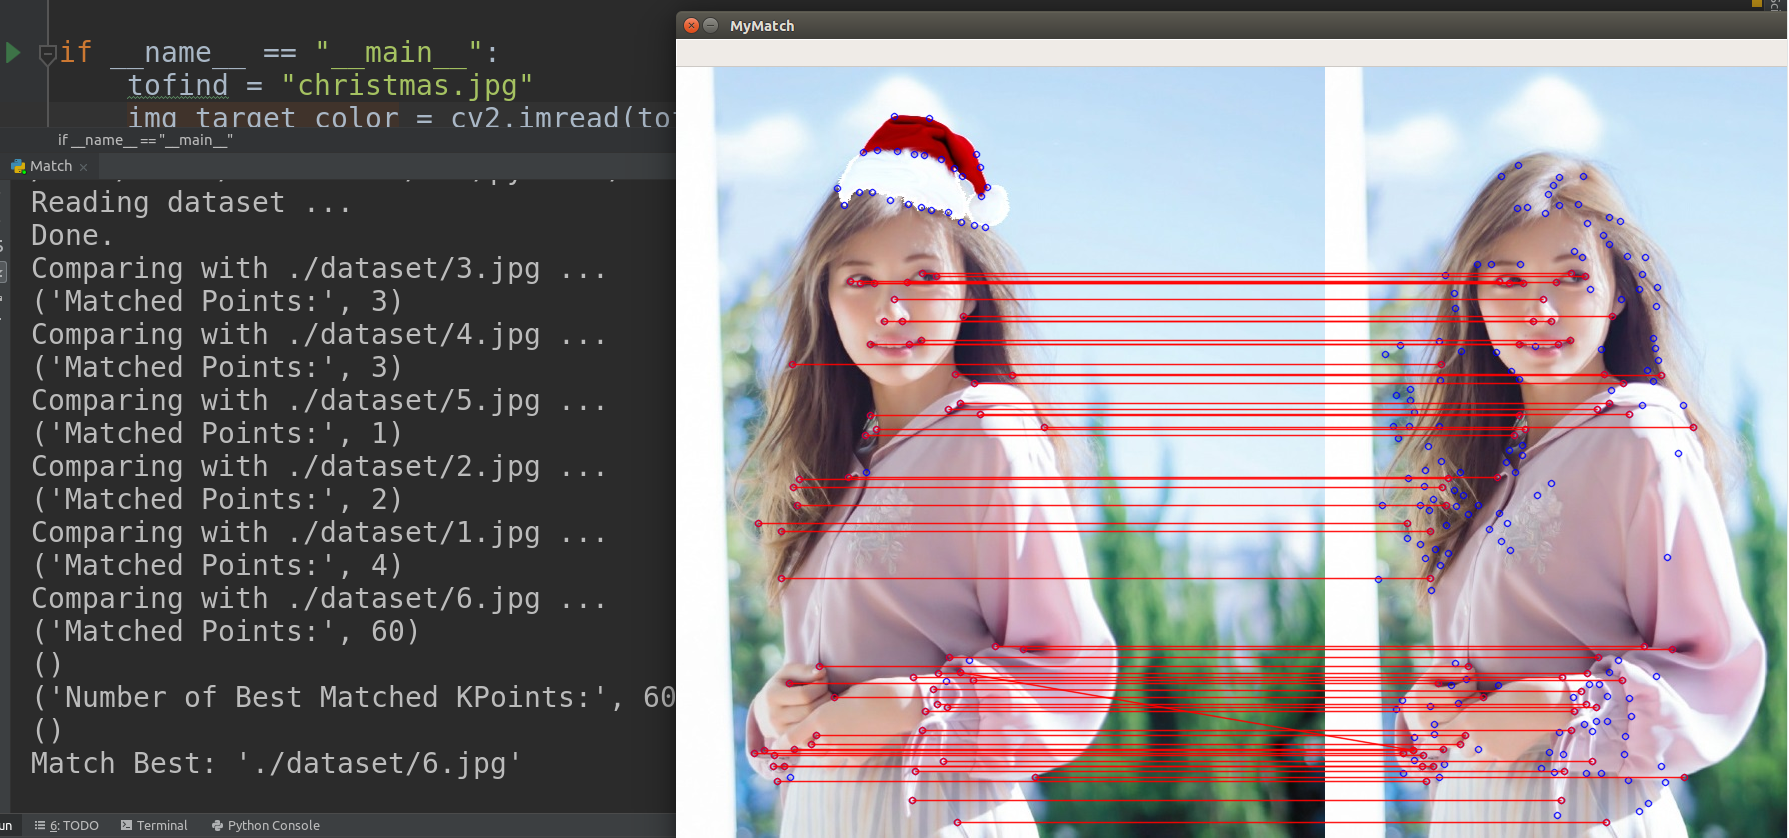 if __name__ == "__main__":
tofind = "christmas.jpg"
img_target_color = cv2.imread(tof
if __name__ == "__main__"
Match
Reading dataset ...
Done.
Comparing with ./dataset/3.jpg ...
('Matched Points:', 3)
Comparing with ./dataset/4.jpg ...
('Matched Points:', 3)
Comparing with ./dataset/5.jpg ...
('Matched Points:', 1)
Comparing with ./dataset/2.jpg ...
('Matched Points:', 2)
Comparing with ./dataset/1.jpg ...
('Matched Points:', 4)
Comparing with ./dataset/6.jpg ...
('Matched Points:', 60)
()
('Number of Best Matched KPoints:', 60
()
Match Best: './dataset/6.jpg'
un 6: TODO Terminal Python Console
MyMatch